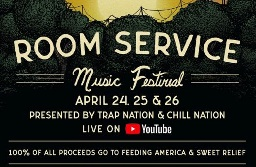 ROOM SERVICE
Music Festival
APRIL 24, 25 & 26
PRESENTED BY TRAP NATION & CHILL NATION
LIVE ON YouTube
100% OF ALL PROCEEDS GO TO FEEDING AMERICA & SWEET RELIEF